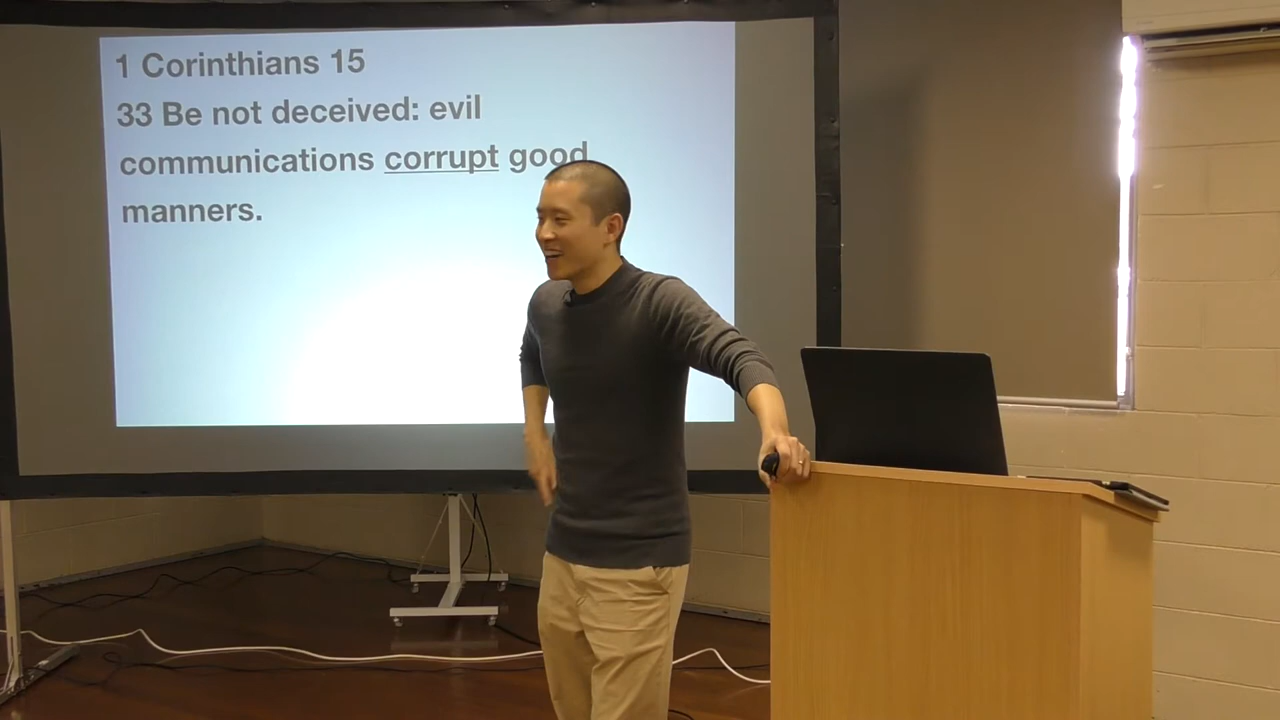 1 Corinthians 15
33 Be not deceived: evil
communications corrupt good
manners.